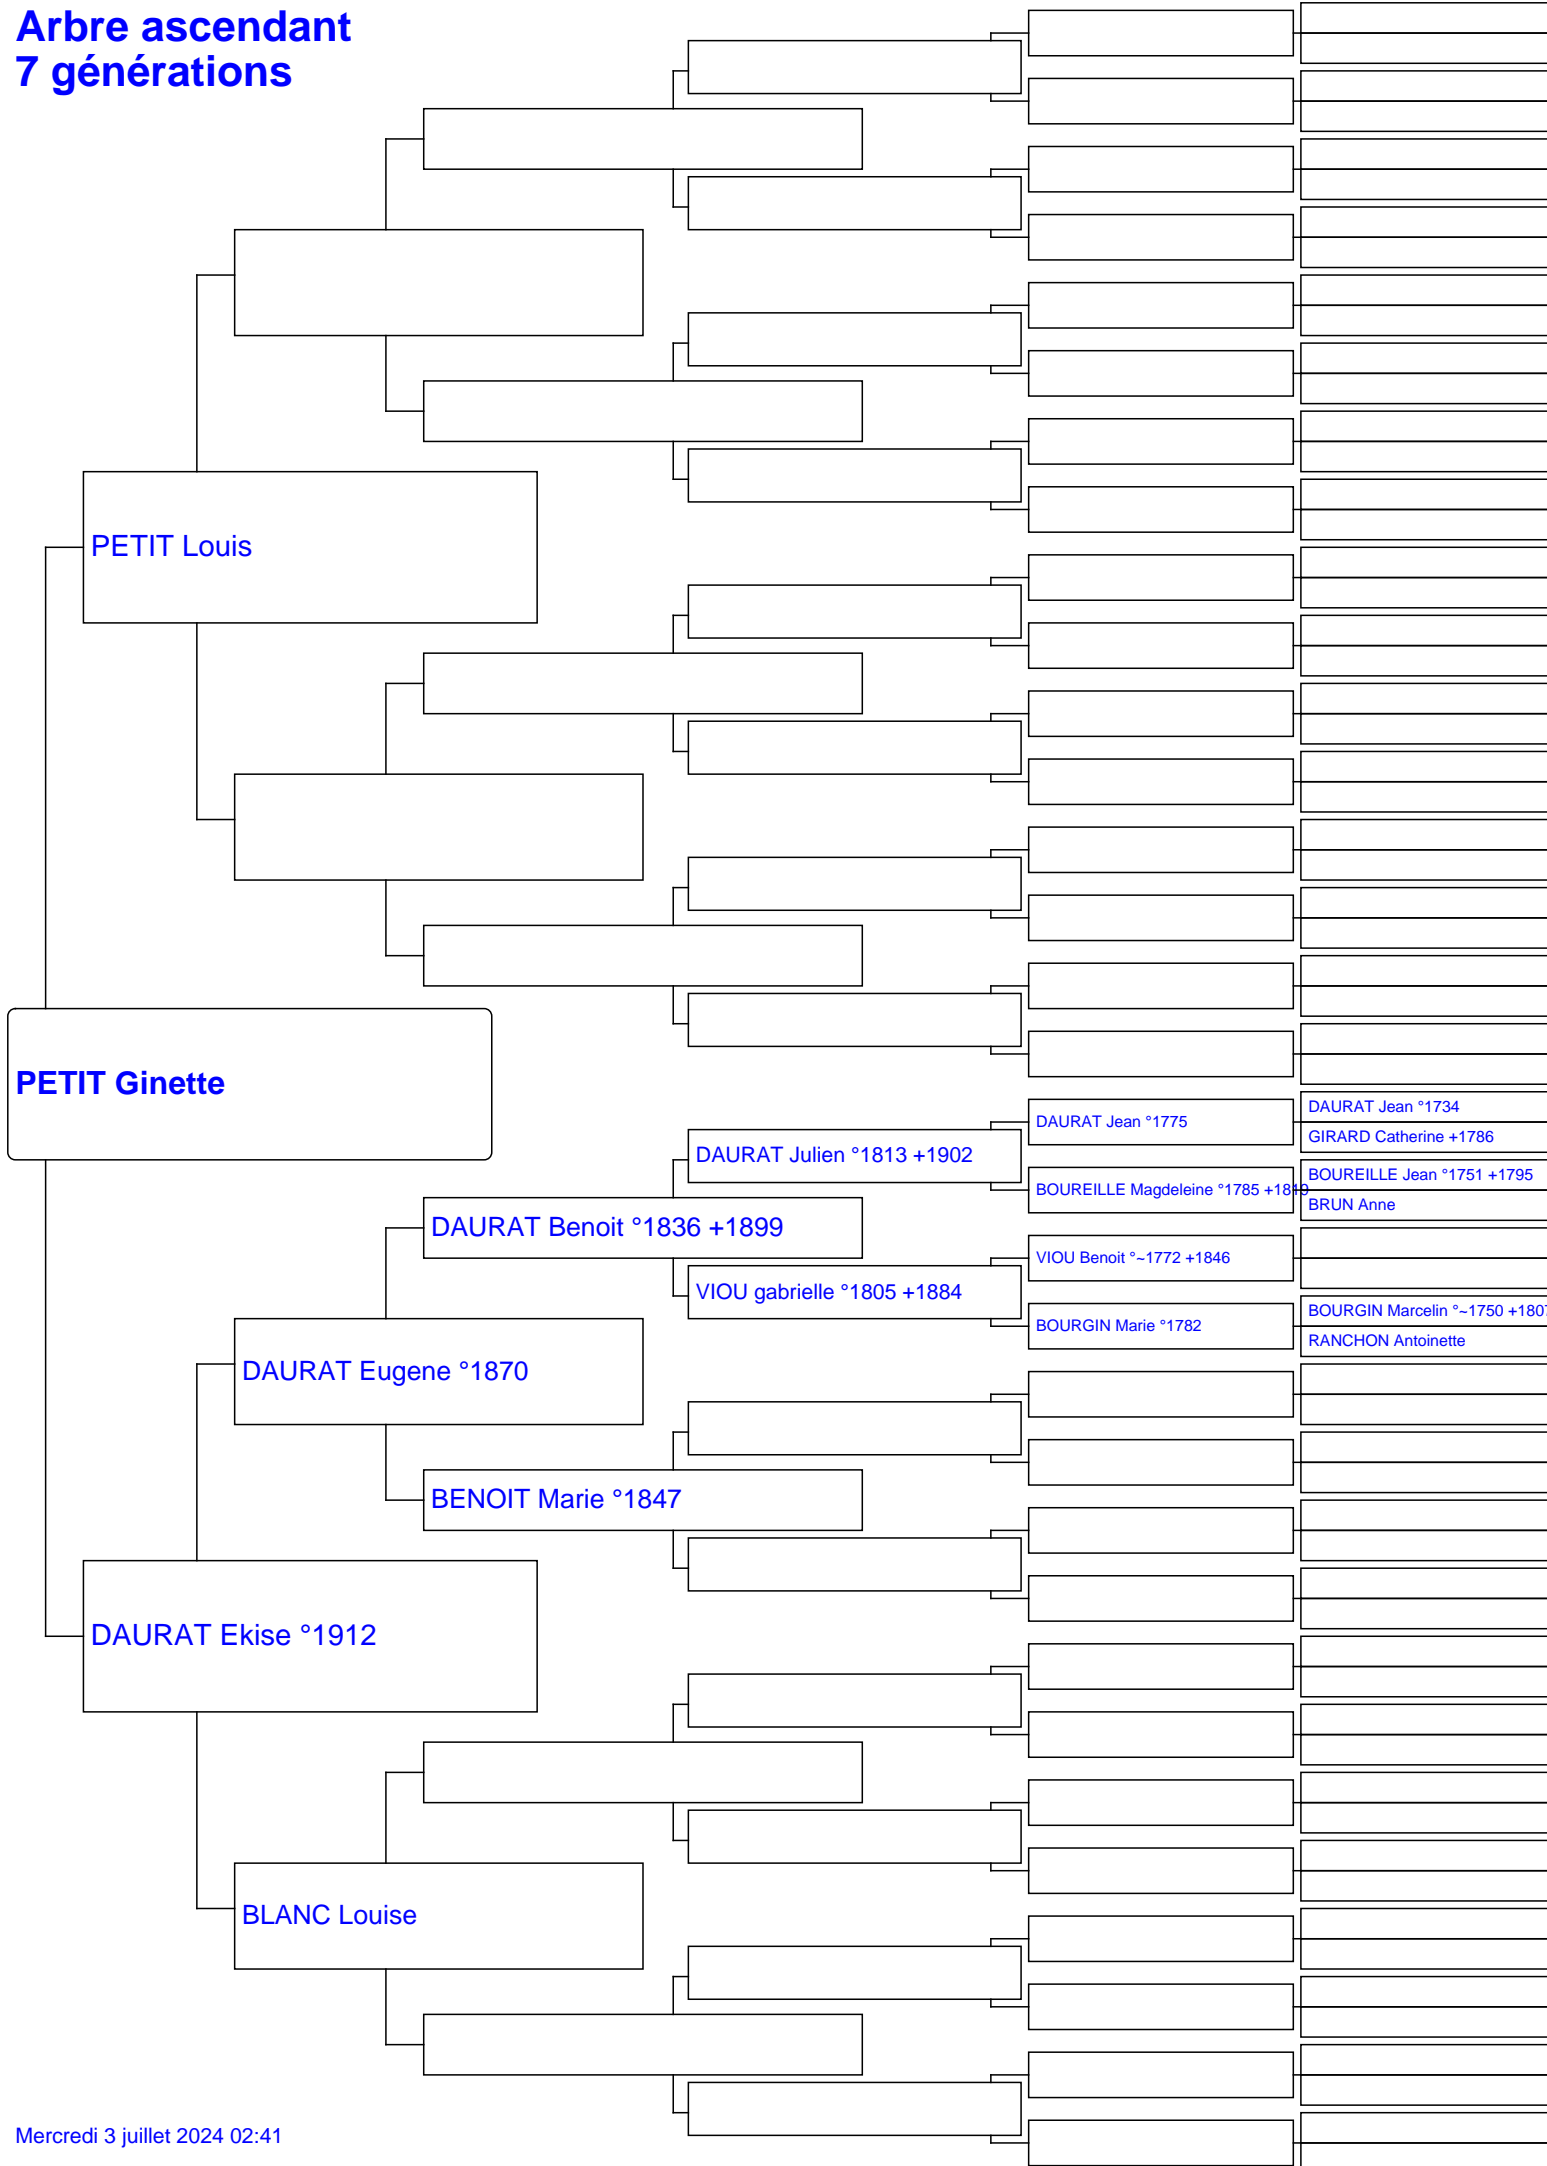 Arbre ascendant
7 générations
PETIT Louis
PETIT Ginette
DAURAT Jean °1734
DAURAT Jean °1775
GIRARD Catherine +1786
DAURAT Julien °1813 +1902
BOUREILLE Jean °1751 +1795
BOUREILLE Magdeleine °1785 +1819
BRUN Anne
DAURAT Benoit °1836 +1899
VIOU Benoit °~1772 +1846
VIOU gabrielle °1805 +1884
BOURGIN Marcelin °~1750 +1807
BOURGIN Marie °1782
RANCHON Antoinette
DAURAT Eugene °1870
BENOIT Marie °1847
DAURAT Ekise °1912
BLANC Louise
Mercredi 3 juillet 2024 02:41